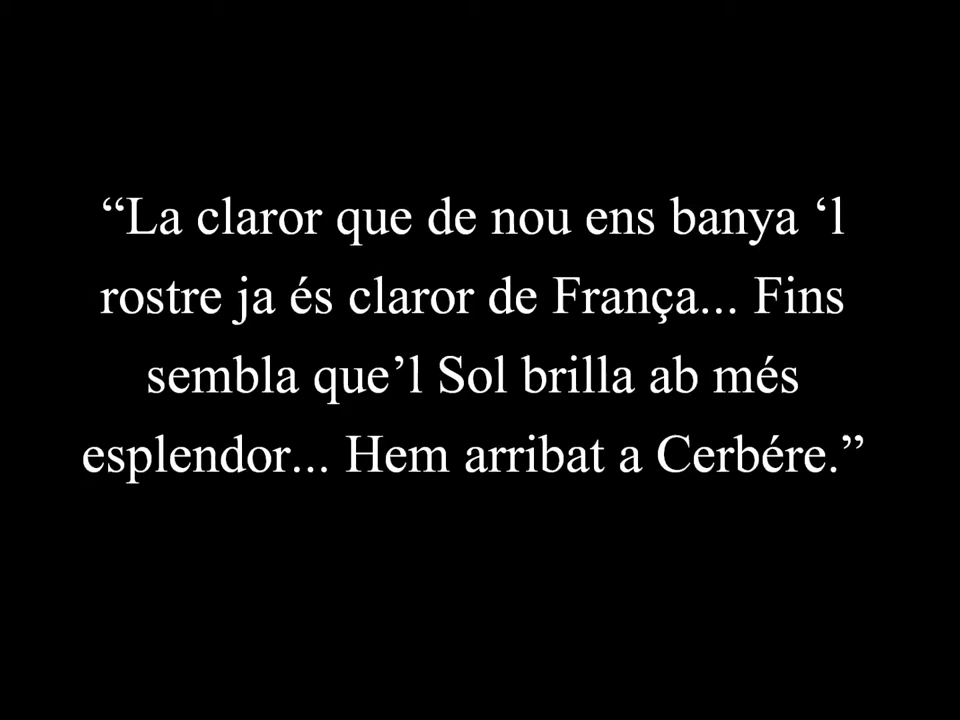 “La claror que de nou ens banya ‘l
rostre ja és claror de França... Fins
sembla que’l Sol brilla ab més
esplendor... Hem arribat a Cerbére.”